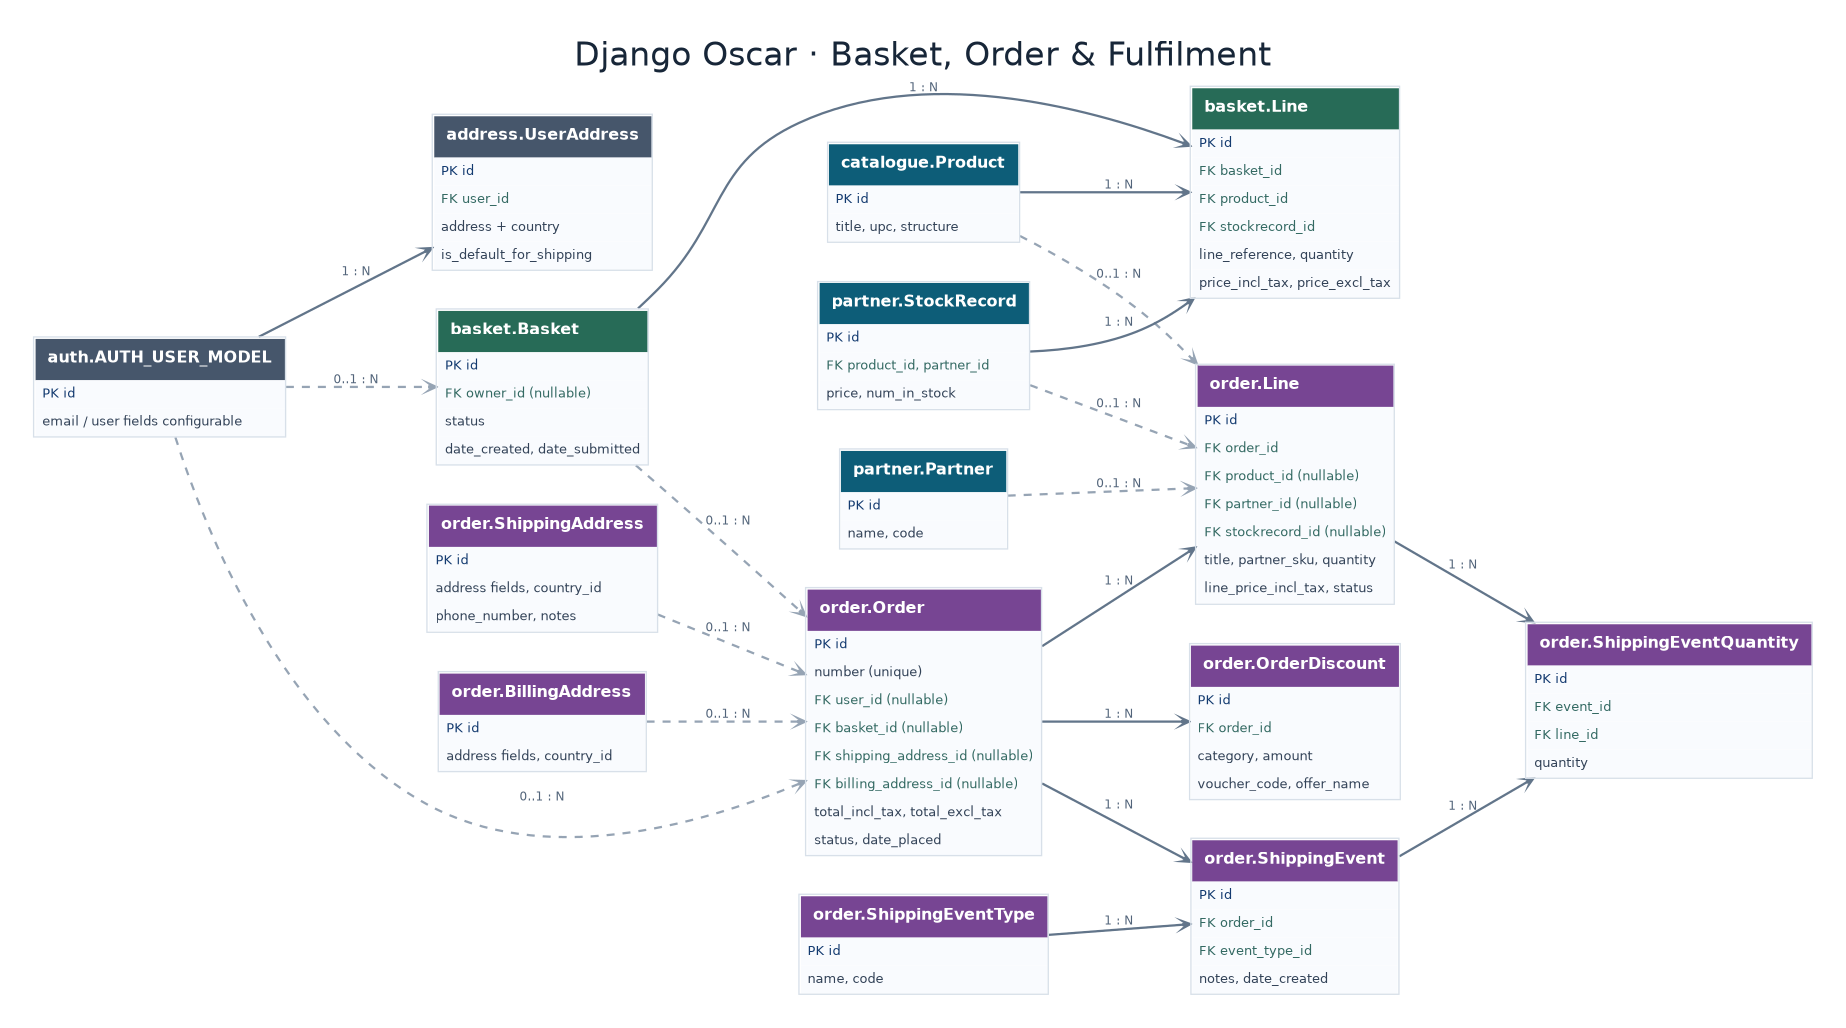 Django Oscar · Basket, Order & Fulfilment
address.UserAddress
PK id
FK user_id
address + country
is_default_for_shipping
auth.AUTH_USER_MODEL
PK id
email / user fields configurable
basket.Basket
PK id
FK owner_id (nullable)
status
date_created, date_submitted
order.ShippingAddress
PK id
address fields, country_id
phone_number, notes
order.BillingAddress
PK id
address fields, country_id
catalogue.Product
PK id
title, upc, structure
partner.StockRecord
PK id
FK product_id, partner_id
price, num_in_stock
partner.Partner
PK id
name, code
order.Order
PK id
number (unique)
FK user_id (nullable)
FK basket_id (nullable)
FK shipping_address_id (nullable)
FK billing_address_id (nullable)
total_incl_tax, total_excl_tax
status, date_placed
order.ShippingEventType
PK id
name, code
basket.Line
PK id
FK basket_id
FK product_id
FK stockrecord_id
line_reference, quantity
price_incl_tax, price_excl_tax
order.Line
PK id
FK order_id
FK product_id (nullable)
FK partner_id (nullable)
FK stockrecord_id (nullable)
title, partner_sku, quantity
line_price_incl_tax, status
order.OrderDiscount
PK id
FK order_id
category, amount
voucher_code, offer_name
order.ShippingEvent
PK id
FK order_id
FK event_type_id
notes, date_created
order.ShippingEventQuantity
PK id
FK event_id
FK line_id
quantity
1 : N
0..1 : N
0..1 : N
1 : N
0..1 : N
0..1 : N
0..1 : N
1 : N
0..1 : N
1 : N
0..1 : N
0..1 : N
1 : N
1 : N
1 : N
1 : N
1 : N
1 : N